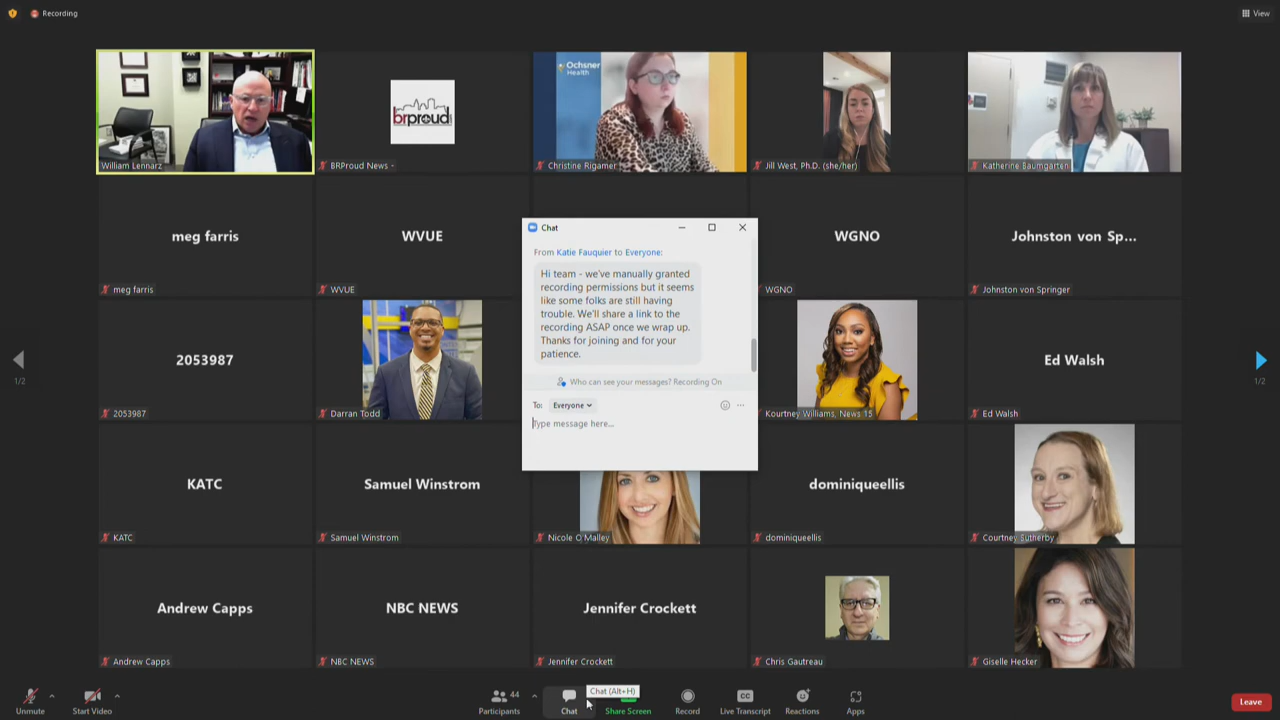 Recording
View
Ochsner
Health
brproud
William Lennarz
BRProud News -
Christine Rigamer
Jill West, Ph.D. (she/her)
Katherine Baumgarten
meg farris
WVUE
WGNO
Johnston von Sp...
meg farris
WVUE
WGNO
Johnston von Springer
Chat
From Katie Fauquier to Everyone:
Hi team - we've manually granted
recording permissions but it seems
like some folks are still having
trouble. We'll share a link to the
recording ASAP once we wrap up.
Thanks for joining and for your
patience.
Who can see your messages? Recording On
To: Everyone
Type message here...
1/2
2053987
Ed Walsh
1/2
2053987
Darran Todd
Kourtney Williams, News 15
Ed Walsh
KATC
Samuel Winstrom
dominiqueellis
KATC
Samuel Winstrom
Nicole O Malley
dominiqueellis
Courtney Sutherby
Andrew Capps
NBC NEWS
Jennifer Crockett
Andrew Capps
NBC NEWS
Jennifer Crockett
Chris Gautreau
Giselle Hecker
Unmute
Start Video
Participants
44
Chat
Chat (Alt+H)
Share Screen
Record
CC
Live Transcript
Reactions
Apps
Leave